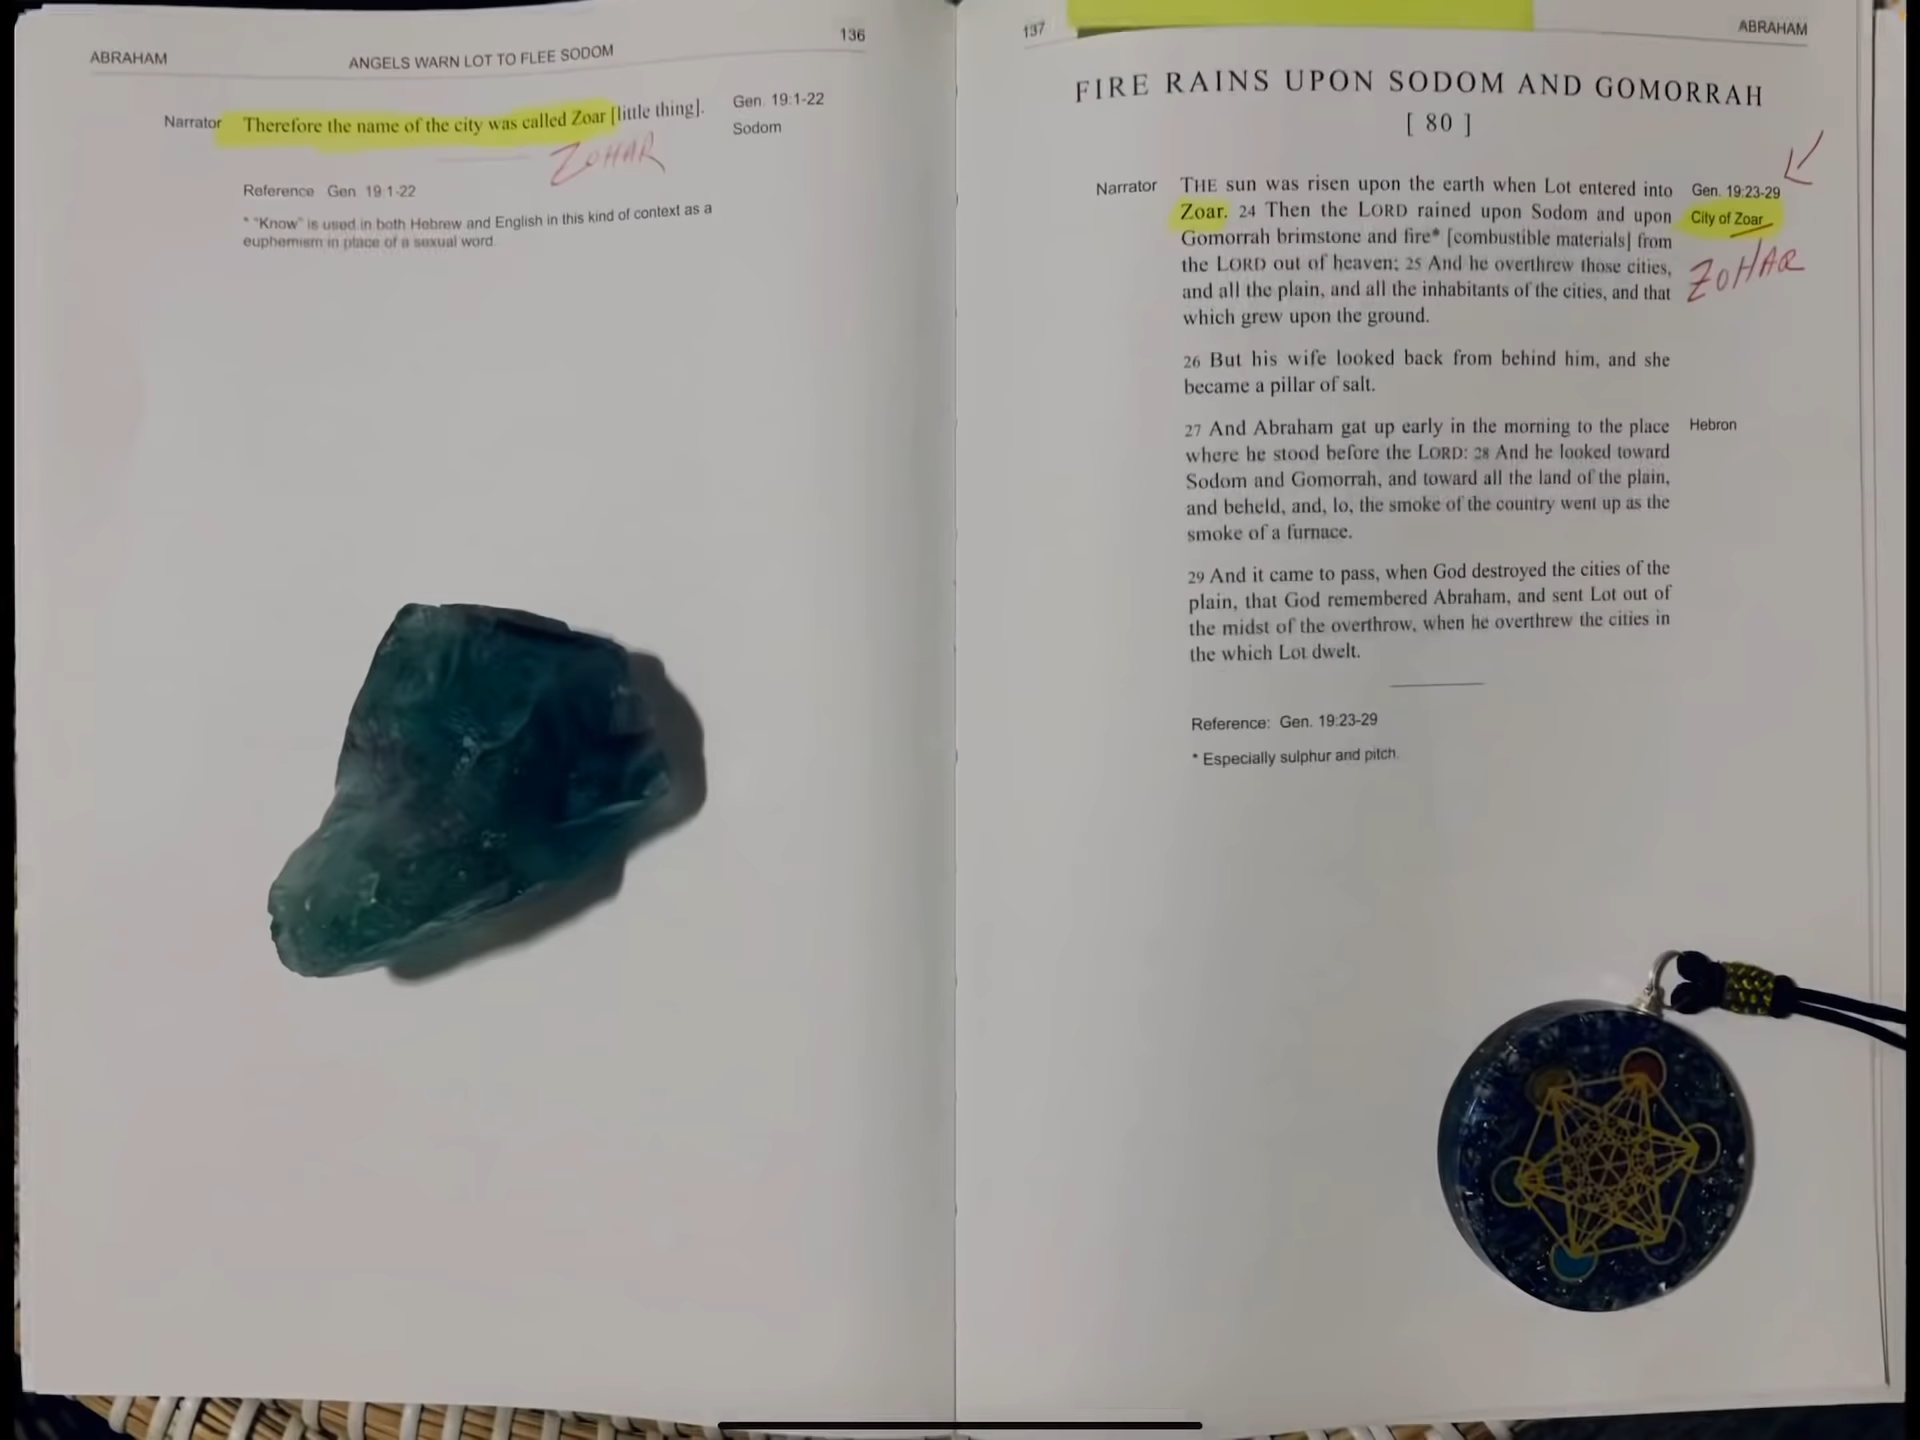 ABRAHAM
ANGELS WARN LOT TO FLEE SODOM
136
Narrator
Therefore the name of the city was called Zoar [little thing].
Gen. 19:1-22
Sodom
ZOHAR
Reference Gen. 19:1-22
* "Know" is used in both Hebrew and English in this kind of context as a
euphemism in place of a sexual word.
137
ABRAHAM
FIRE RAINS UPON SODOM AND GOMORRAH
[ 80 ]
Narrator
THE sun was risen upon the earth when Lot entered into
Gen. 19:23-29
Zoar. 24 Then the LORD rained upon Sodom and upon
City of Zoar
Gomorrah brimstone and fire* [combustible materials] from
ZOHAR
the LORD out of heaven; 25 And he overthrew those cities,
and all the plain, and all the inhabitants of the cities, and that
which grew upon the ground.
26 But his wife looked back from behind him, and she
became a pillar of salt.
27 And Abraham gat up early in the morning to the place
Hebron
where he stood before the LORD: 28 And he looked toward
Sodom and Gomorrah, and toward all the land of the plain,
and beheld, and, lo, the smoke of the country went up as the
smoke of a furnace.
29 And it came to pass, when God destroyed the cities of the
plain, that God remembered Abraham, and sent Lot out of
the midst of the overthrow, when he overthrew the cities in
the which Lot dwelt.
Reference: Gen. 19:23-29
* Especially sulphur and pitch.